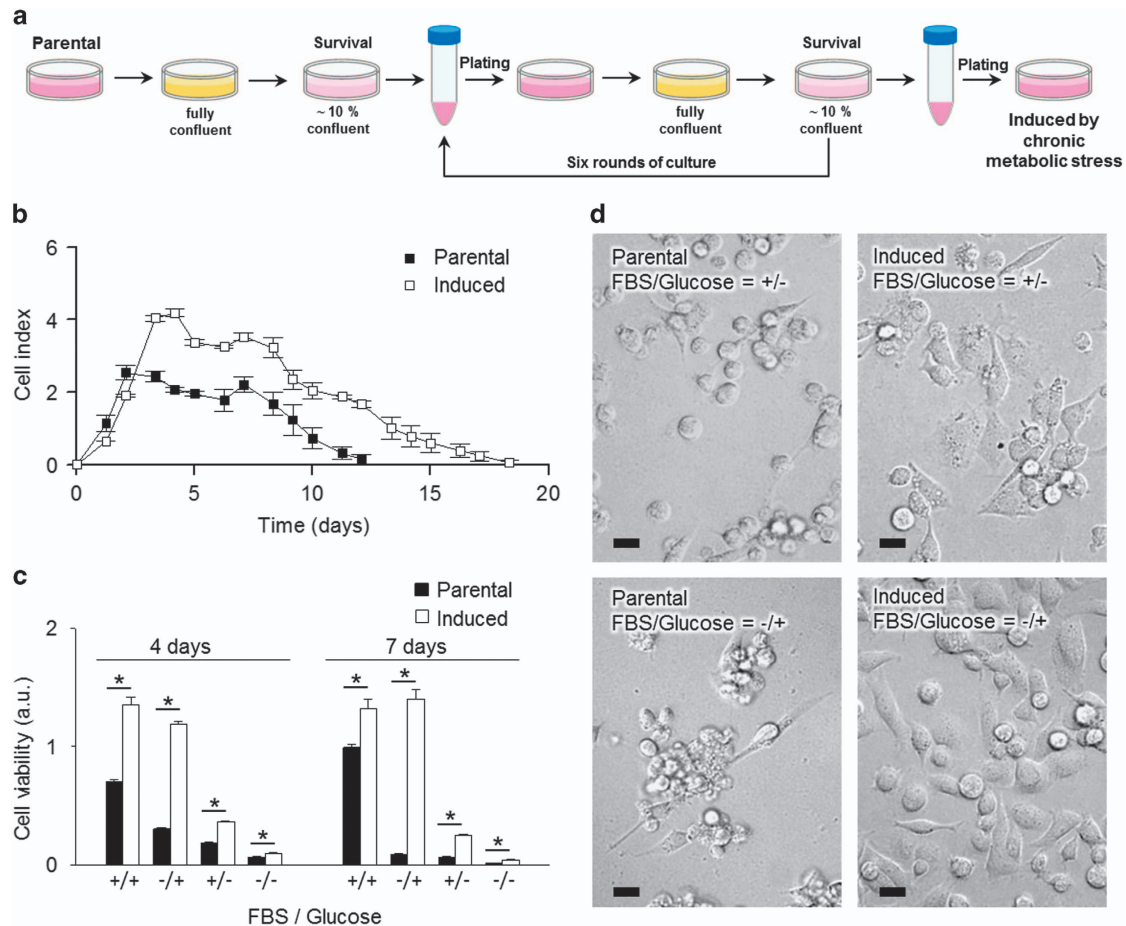 a
Parental
fully
confluent
Survival
~ 10 %
confluent
Plating
fully
confluent
Survival
~ 10 %
confluent
Plating
Induced by
chronic
metabolic stress
Six rounds of culture
b
6
4
2
0
Cell index
Parental
Induced
0 5 10 15 20
Time (days)
c
Parental
Induced
2
1
0
Cell viability (a.u.)
4 days
7 days
* * * * * * * *
+/+ -/+ +/- -/- +/+ -/+ +/- -/-
FBS / Glucose
d
Parental
FBS/Glucose = +/-
Induced
FBS/Glucose = +/-
Parental
FBS/Glucose = -/+
Induced
FBS/Glucose = -/+